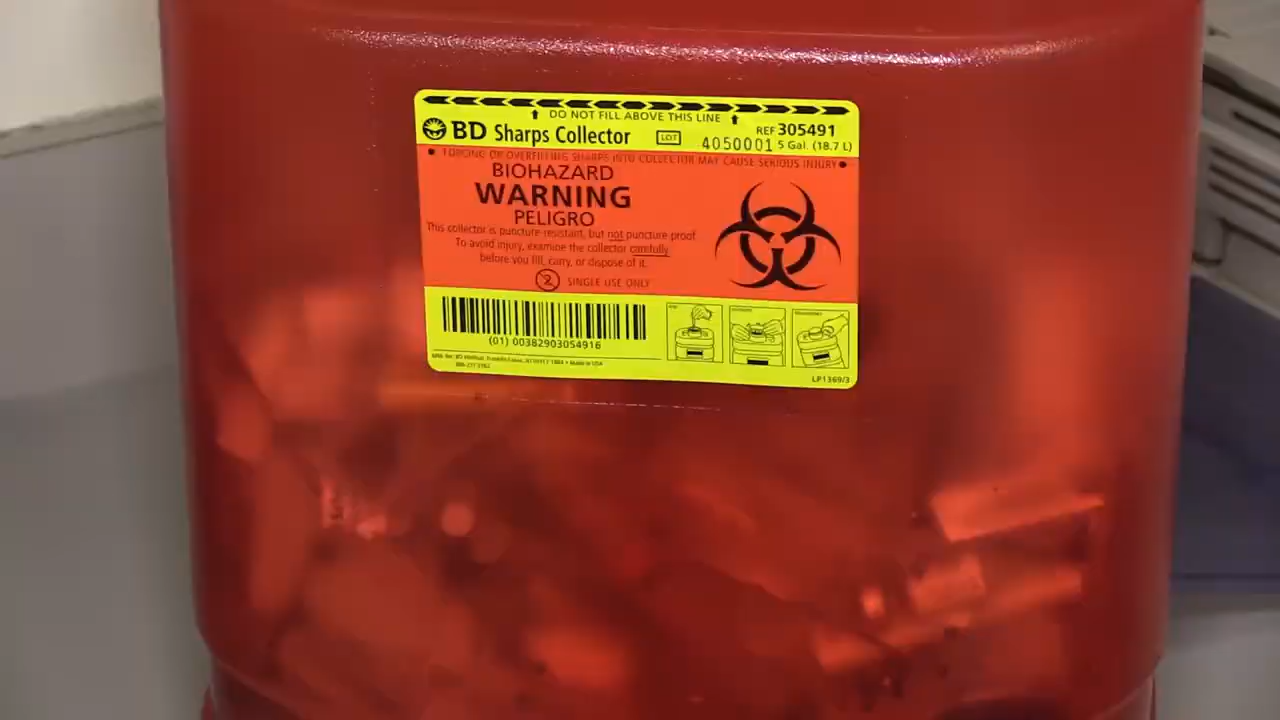 DO NOT FILL ABOVE THIS LINE
BD Sharps Collector LOT 4050001 REF 305491
5 Gal. (18.7 L)
FORCING OR OVERFILLING SHARPS INTO COLLECTOR MAY CAUSE SERIOUS INJURY
BIOHAZARD
WARNING
PELIGRO
This collector is puncture-resistant, but not puncture proof
To avoid injury, examine the collector carefully
before you fill, carry, or dispose of it.
2 SINGLE USE ONLY
(01) 00382903054916
LP1369/3